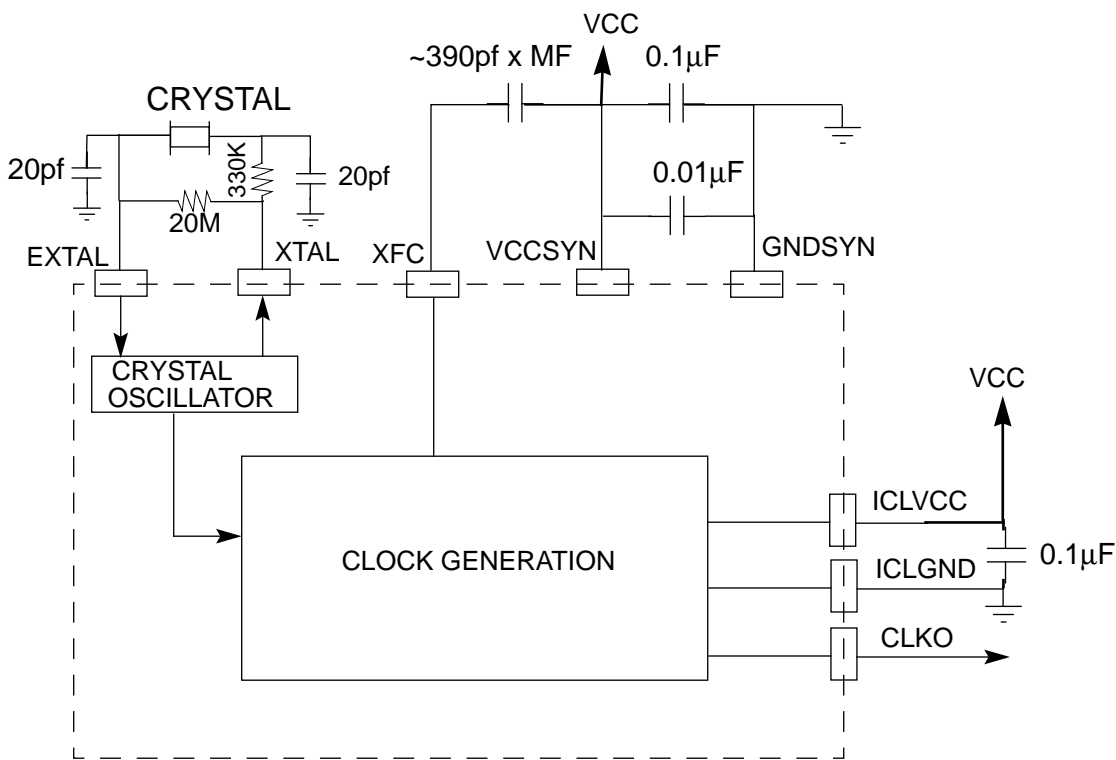 VCC
~390pf x MF
0.1μF
CRYSTAL
20pf
330K
20pf
0.01μF
20M
EXTAL
XTAL
XFC
VCCSYN
GNDSYN
CRYSTAL
OSCILLATOR
VCC
ICLVCC
CLOCK GENERATION
0.1μF
ICLGND
CLKO